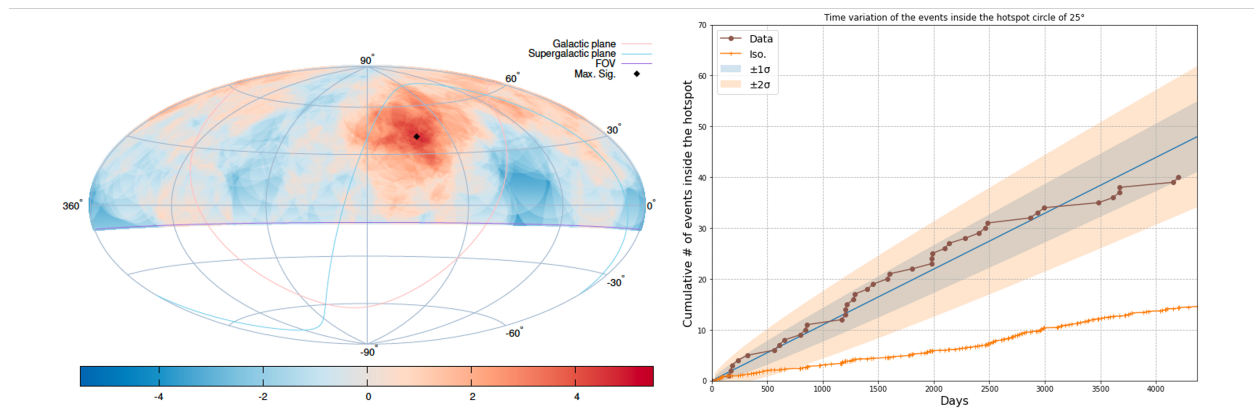 Galactic plane
Supergalactic plane
FOV
Max. Sig.
90°
60°
30°
360°
0°
-30°
-60°
-90°
-4 -2 0 2 4
Time variation of the events inside the hotspot circle of 25°
Data
Iso.
±1σ
±2σ
Cumulative # of events inside the hotspot
70
60
50
40
30
20
10
0
0 500 1000 1500 2000 2500 3000 3500 4000
Days